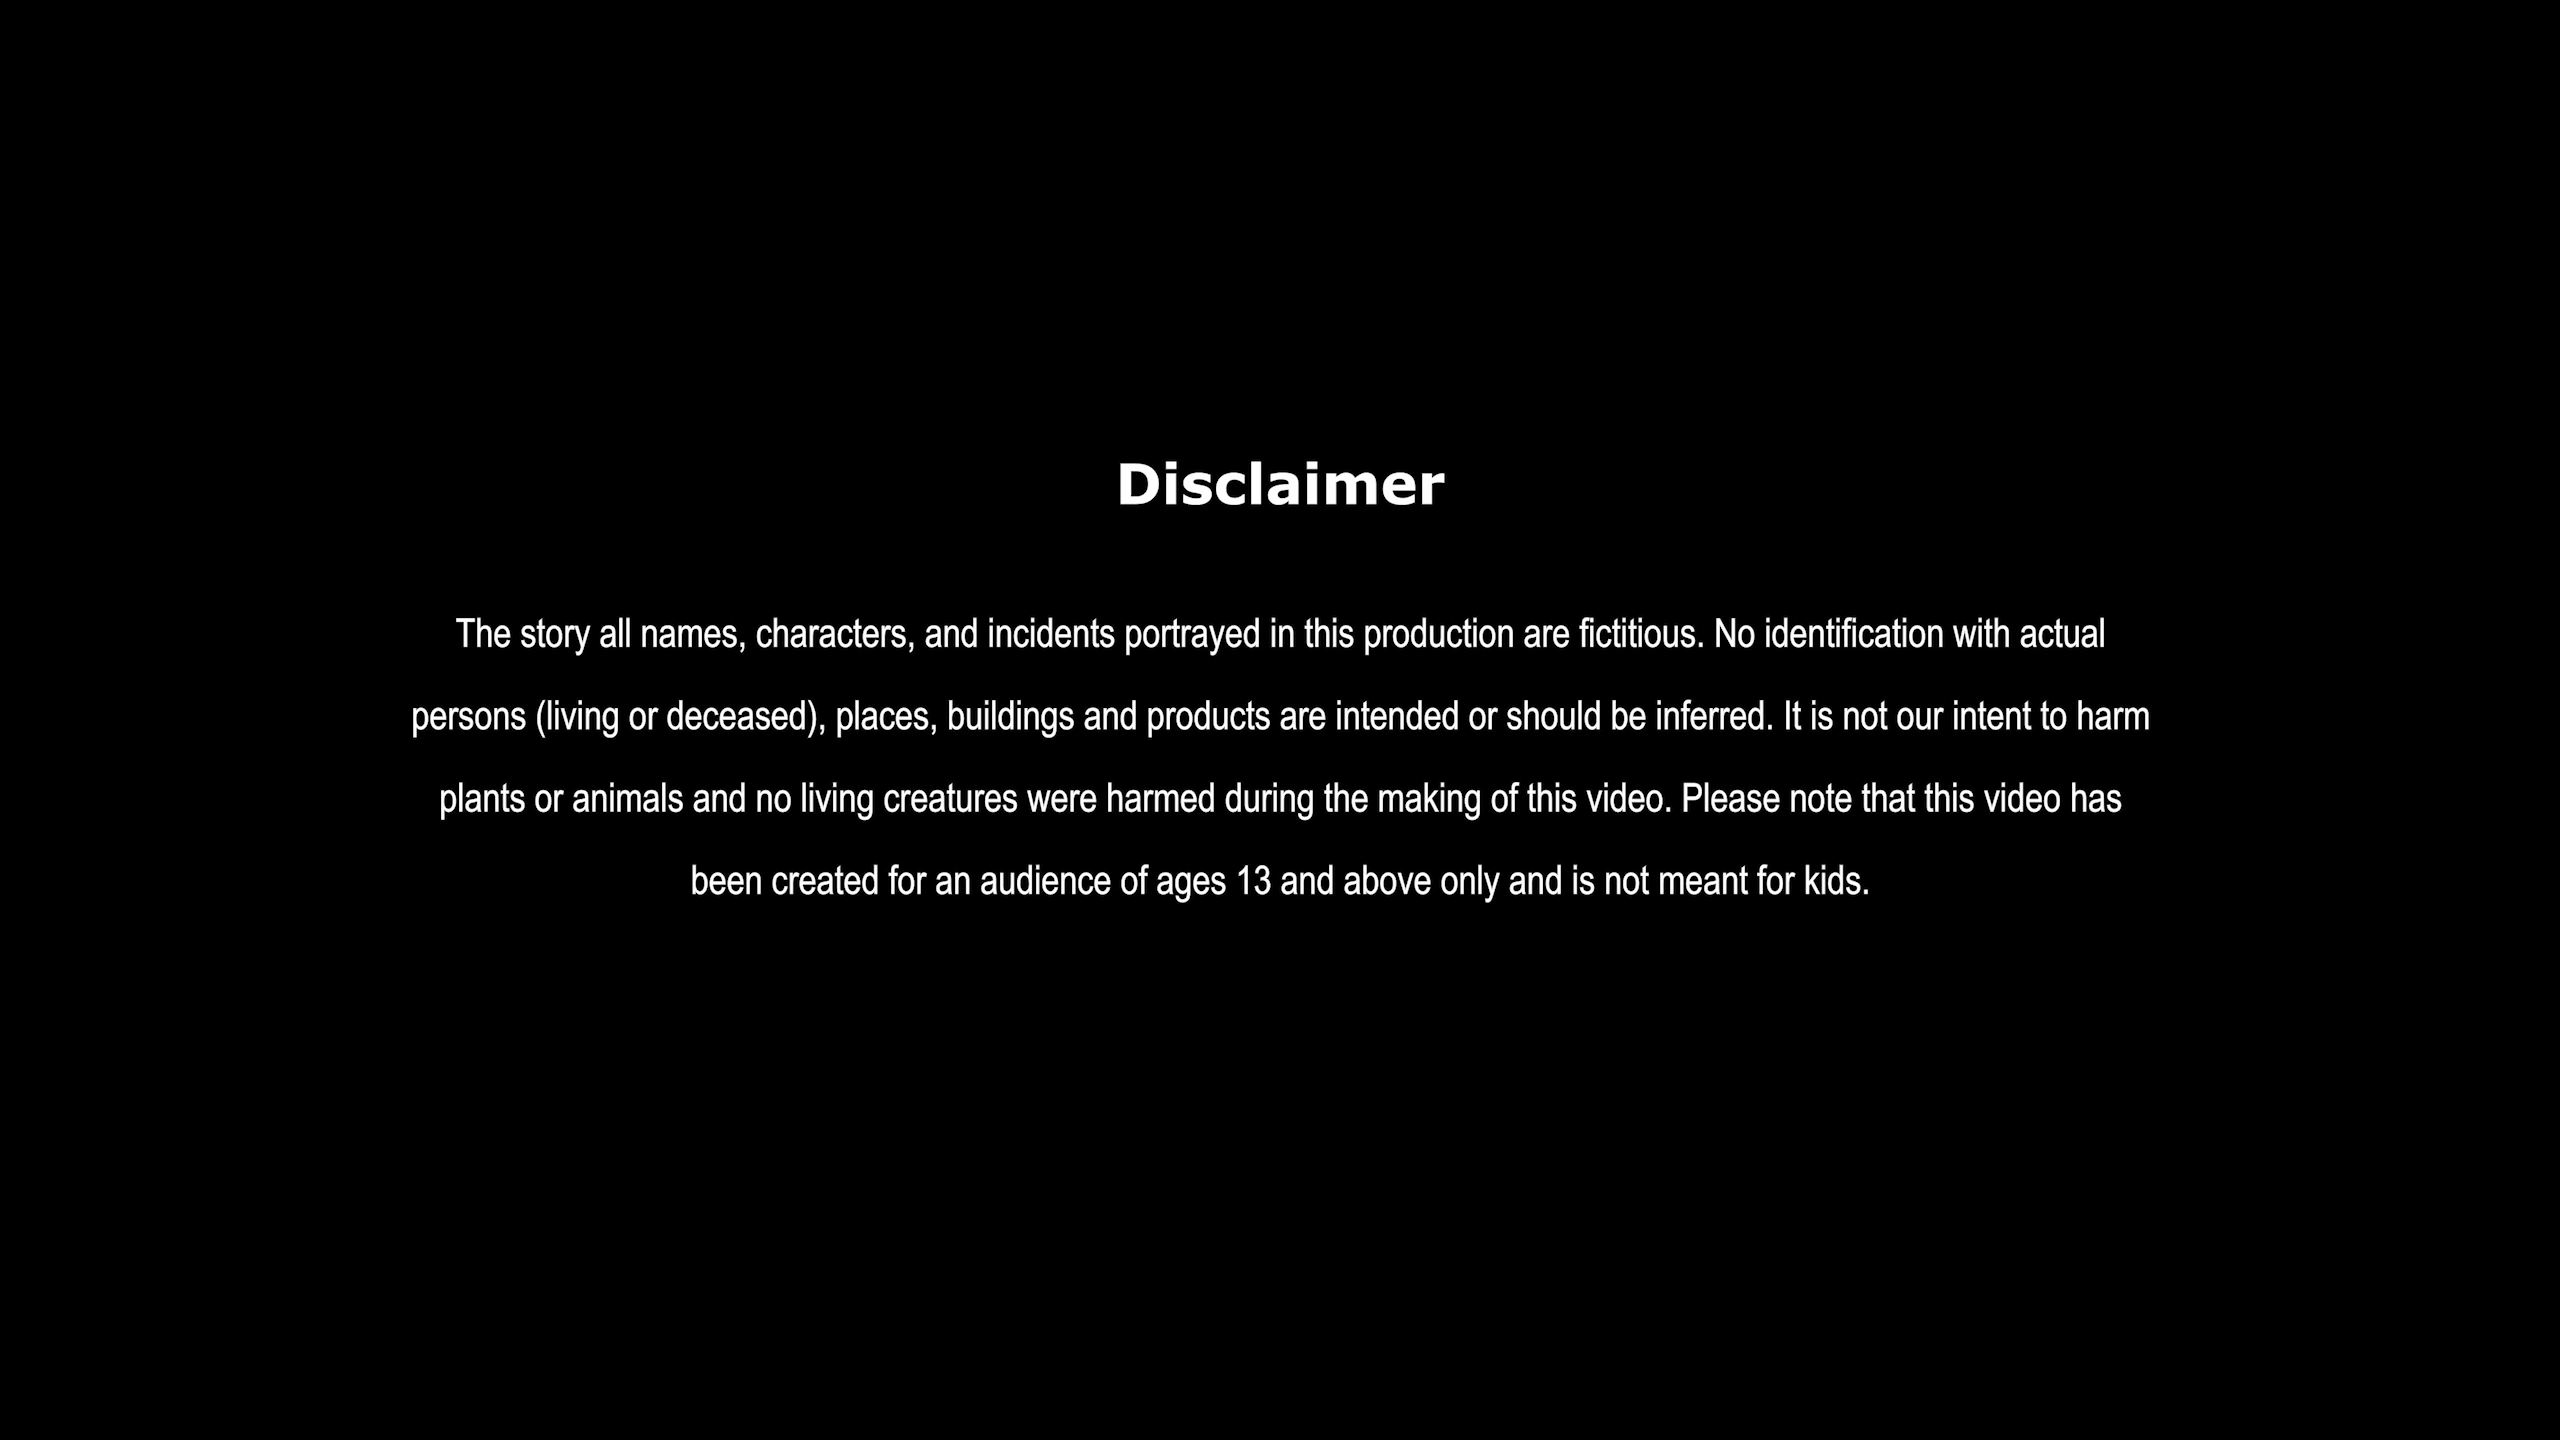 Disclaimer
The story all names, characters, and incidents portrayed in this production are fictitious. No identification with actual
persons (living or deceased), places, buildings and products are intended or should be inferred. It is not our intent to harm
plants or animals and no living creatures were harmed during the making of this video. Please note that this video has
been created for an audience of ages 13 and above only and is not meant for kids.